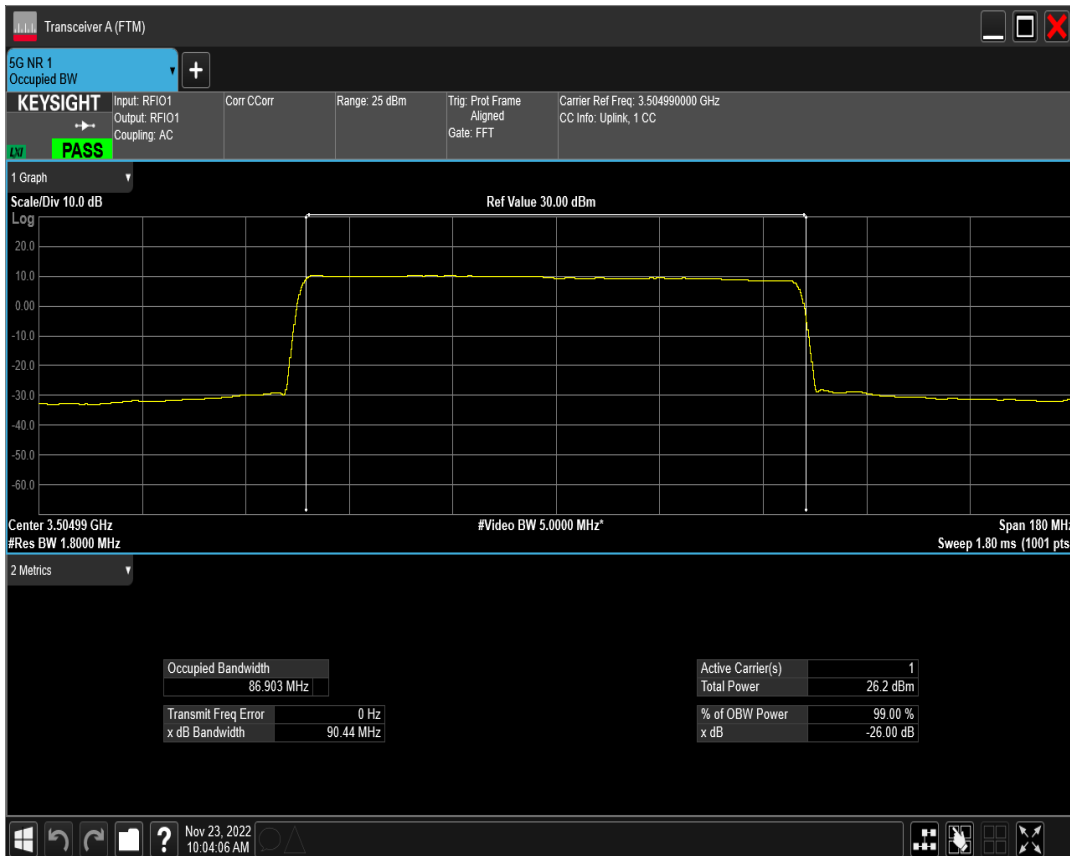 Transceiver A (FTM)
5G NR 1
Occupied BW
+
KEYSIGHT
LXI
PASS
Input: RFIO1
Output: RFIO1
Coupling: AC
Corr CCorr
Range: 25 dBm
Trig: Prot Frame
Aligned
Gate: FFT
Carrier Ref Freq: 3.504990000 GHz
CC Info: Uplink, 1 CC
1 Graph
Scale/Div 10.0 dB
Ref Value 30.00 dBm
Log
20.0
10.0
0.00
-10.0
-20.0
-30.0
-40.0
-50.0
-60.0
Center 3.50499 GHz
#Video BW 5.0000 MHz*
Span 180 MHz
#Res BW 1.8000 MHz
Sweep 1.80 ms (1001 pts
2 Metrics
Occupied Bandwidth
86.903 MHz
Transmit Freq Error 0 Hz
x dB Bandwidth 90.44 MHz
Active Carrier(s) 1
Total Power 26.2 dBm
% of OBW Power 99.00 %
x dB -26.00 dB
?
Nov 23, 2022
10:04:06 AM